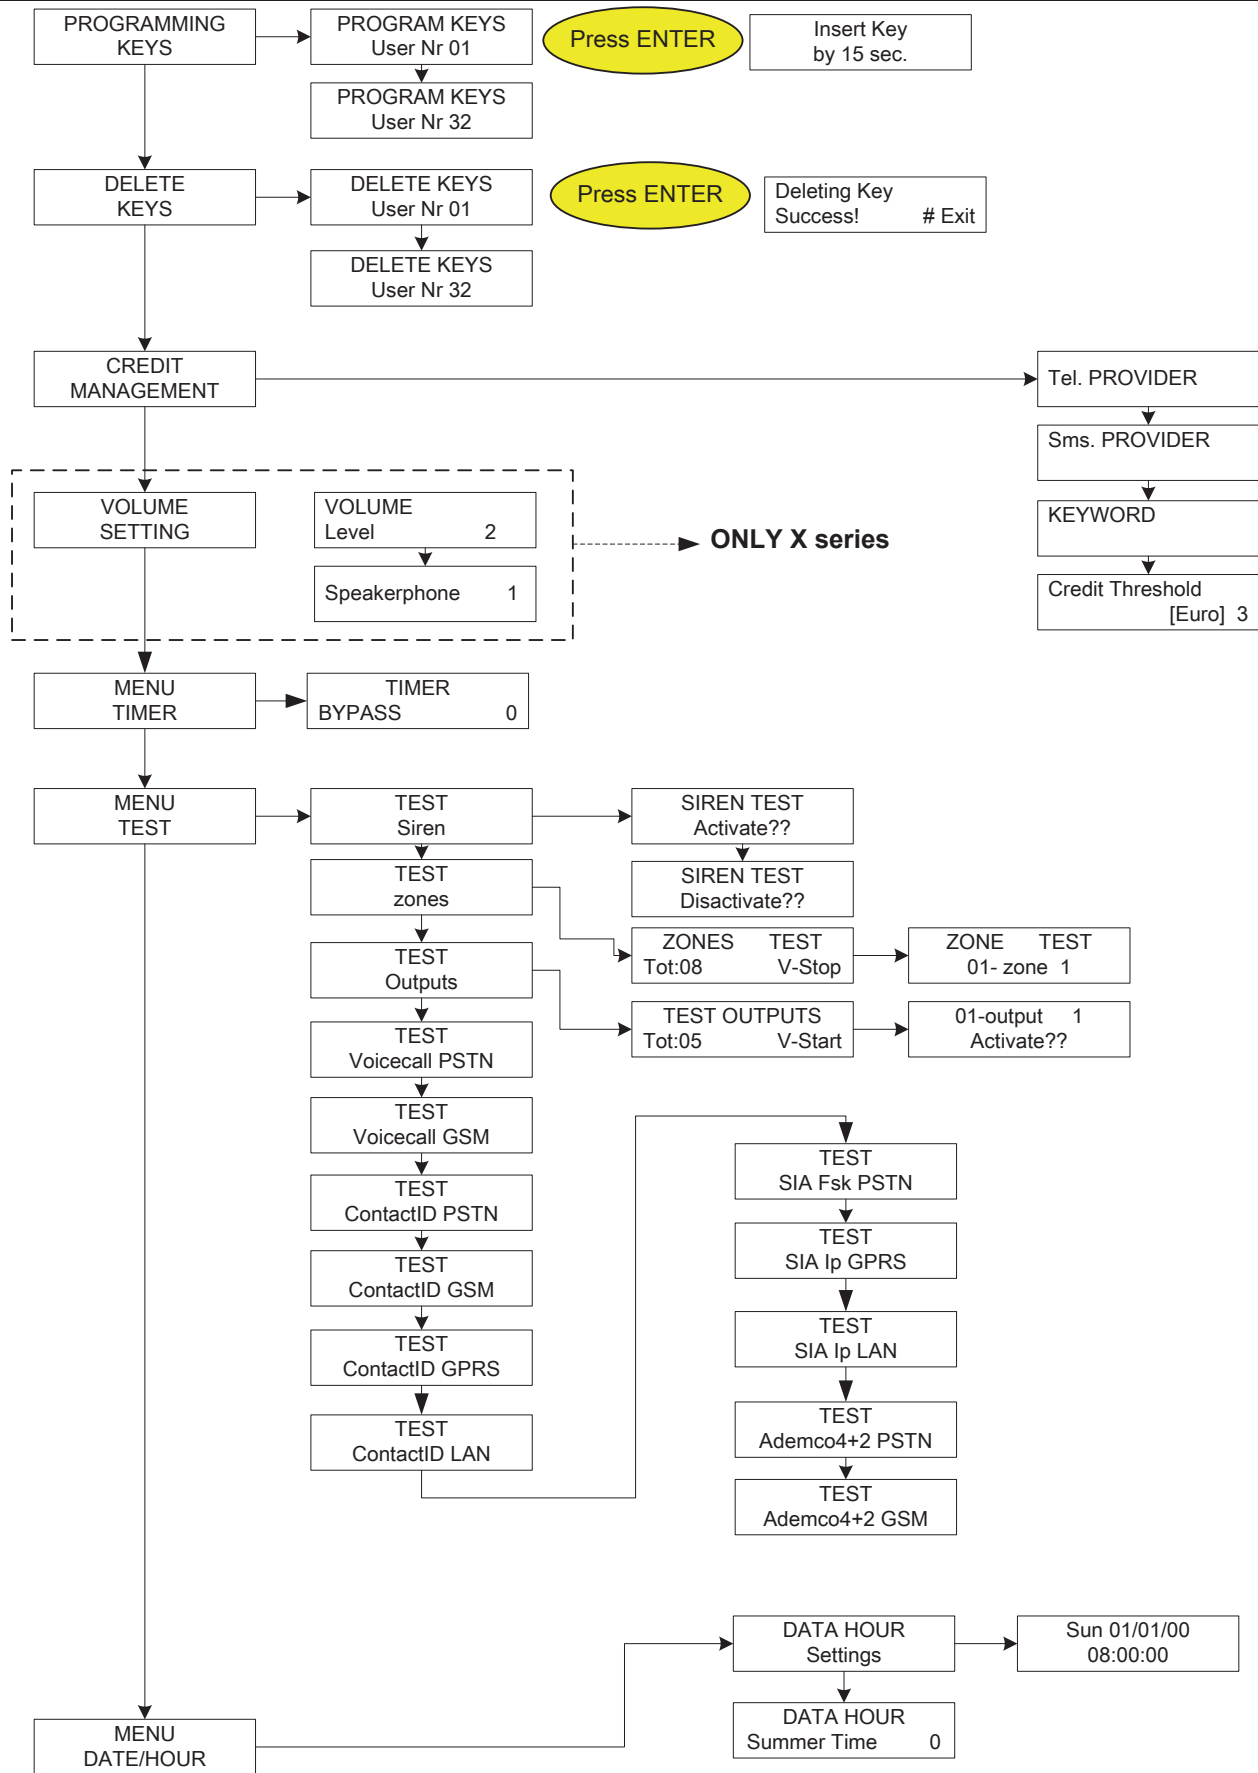 PROGRAMMING
KEYS
PROGRAM KEYS
User Nr 01
Press ENTER
Insert Key
by 15 sec.
PROGRAM KEYS
User Nr 32
DELETE
KEYS
DELETE KEYS
User Nr 01
Press ENTER
Deleting Key
Success! # Exit
DELETE KEYS
User Nr 32
CREDIT
MANAGEMENT
Tel. PROVIDER
Sms. PROVIDER
KEYWORD
Credit Threshold
[Euro] 3
VOLUME
SETTING
VOLUME
Level 2
Speakerphone 1
ONLY X series
MENU
TIMER
TIMER
BYPASS 0
MENU
TEST
TEST
Siren
SIREN TEST
Activate??
SIREN TEST
Disactivate??
TEST
zones
ZONES TEST
Tot:08 V-Stop
ZONE TEST
01- zone 1
TEST
Outputs
TEST OUTPUTS
Tot:05 V-Start
01-output 1
Activate??
TEST
Voicecall PSTN
TEST
Voicecall GSM
TEST
ContactID PSTN
TEST
ContactID GSM
TEST
ContactID GPRS
TEST
ContactID LAN
TEST
SIA Fsk PSTN
TEST
SIA Ip GPRS
TEST
SIA Ip LAN
TEST
Ademco4+2 PSTN
TEST
Ademco4+2 GSM
MENU
DATE/HOUR
DATA HOUR
Settings
Sun 01/01/00
08:00:00
DATA HOUR
Summer Time 0